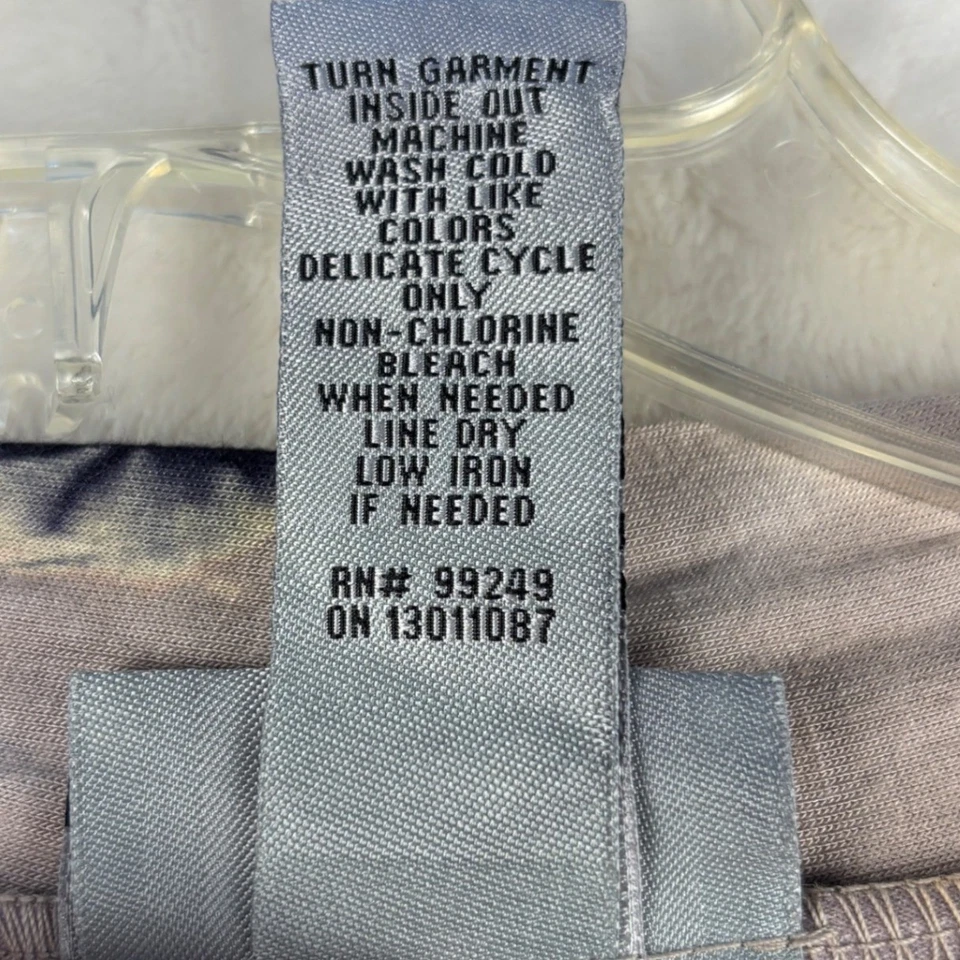 TURN GARMENT
INSIDE OUT
MACHINE
WASH COLD
WITH LIKE
COLORS
DELICATE CYCLE
ONLY
NON-CHLORINE
BLEACH
WHEN NEEDED
LINE DRY
LOW IRON
IF NEEDED
RN# 99249
ON 13011087